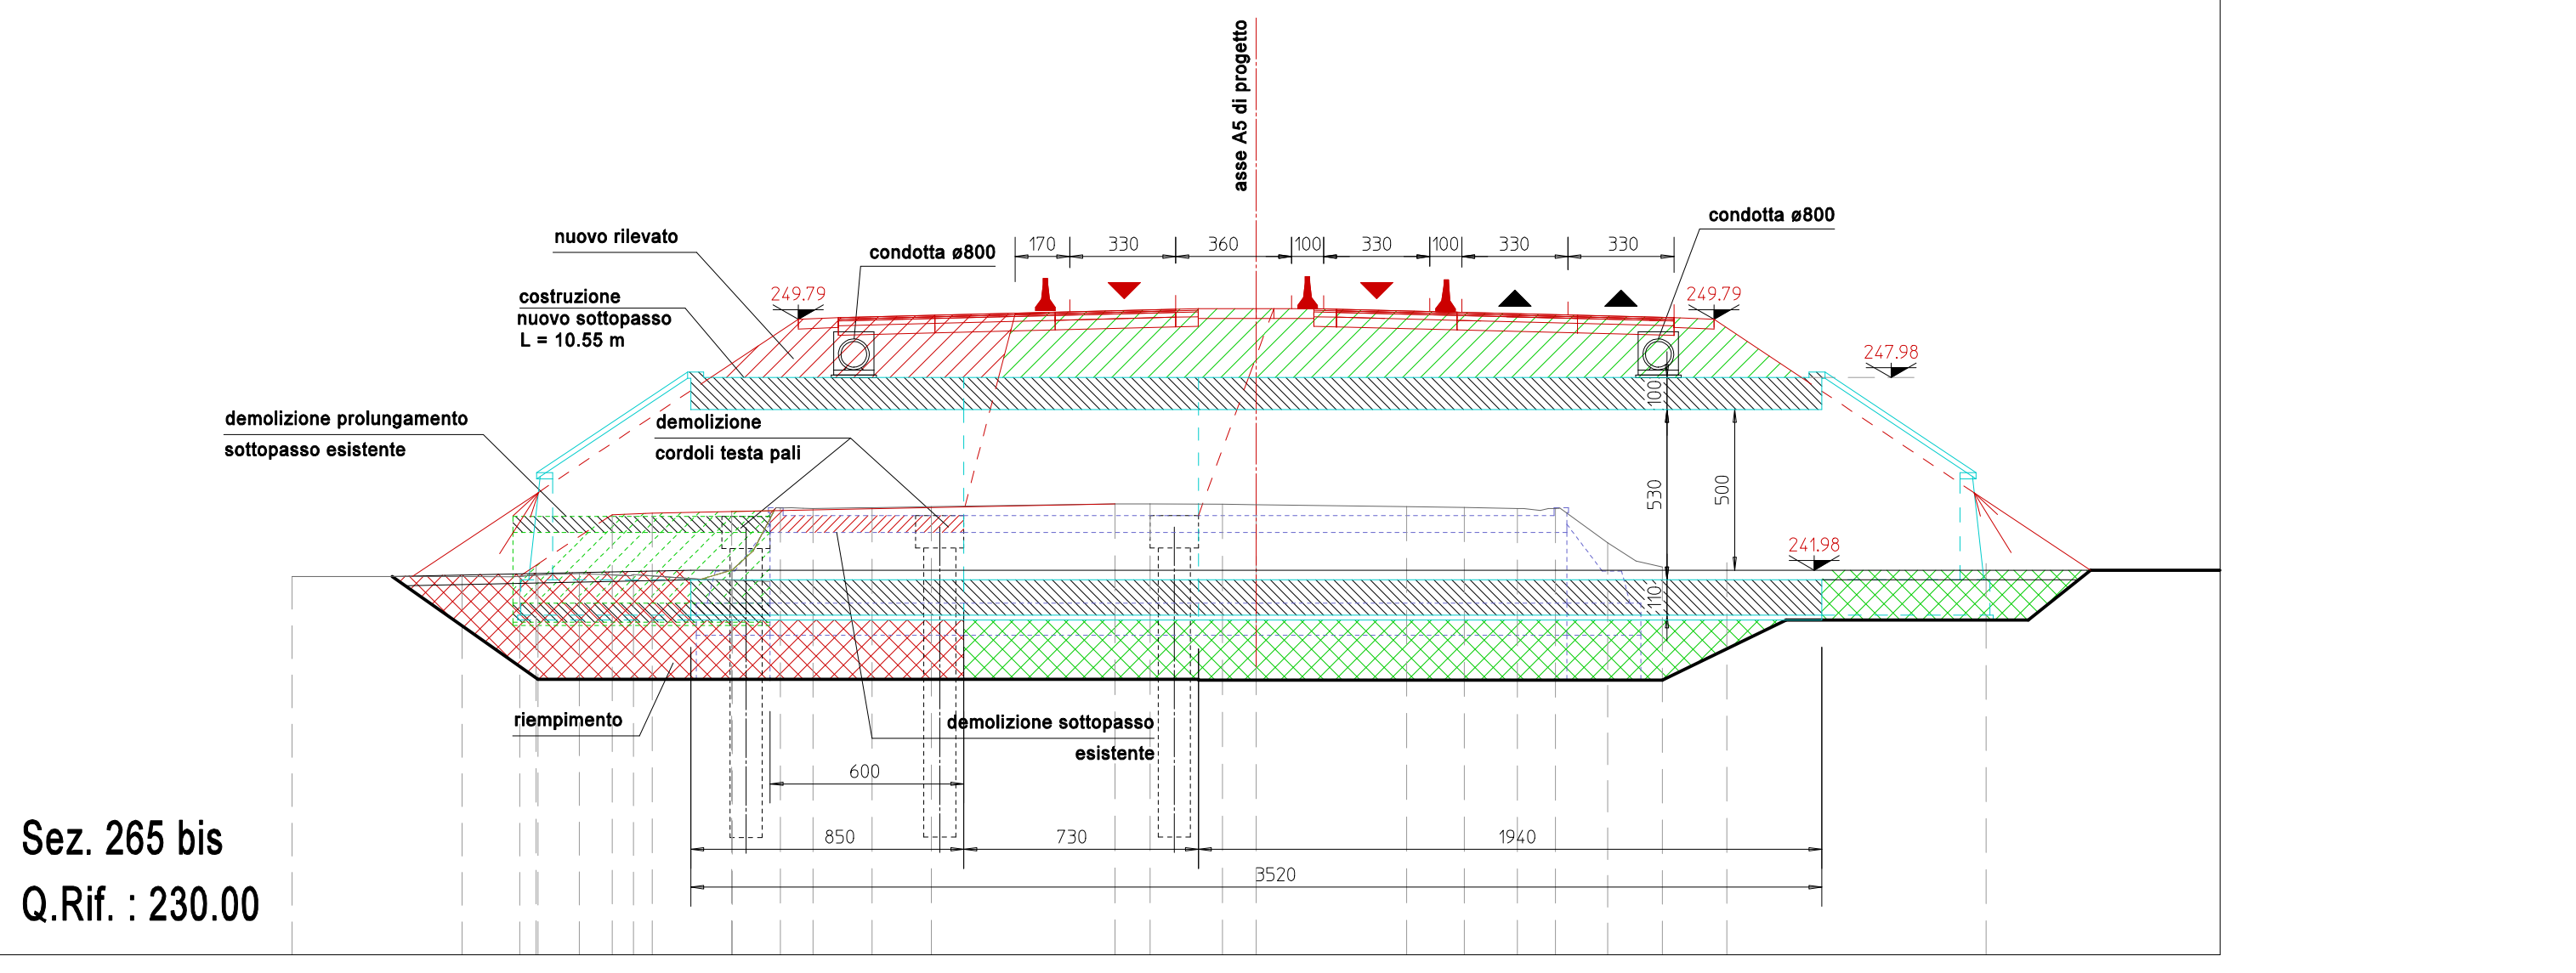 asse A5 di progetto
condotta ø800
nuovo rilevato
condotta ø800
170 330 360 100 330 100 330 330
costruzione
nuovo sottopasso
L = 10.55 m
249.79
249.79
247.98
100
demolizione prolungamento
sottopasso esistente
demolizione
cordoli testa pali
530
500
241.98
110
riempimento
demolizione sottopasso
esistente
600
850 730 1940
3520
Sez. 265 bis
Q.Rif. : 230.00